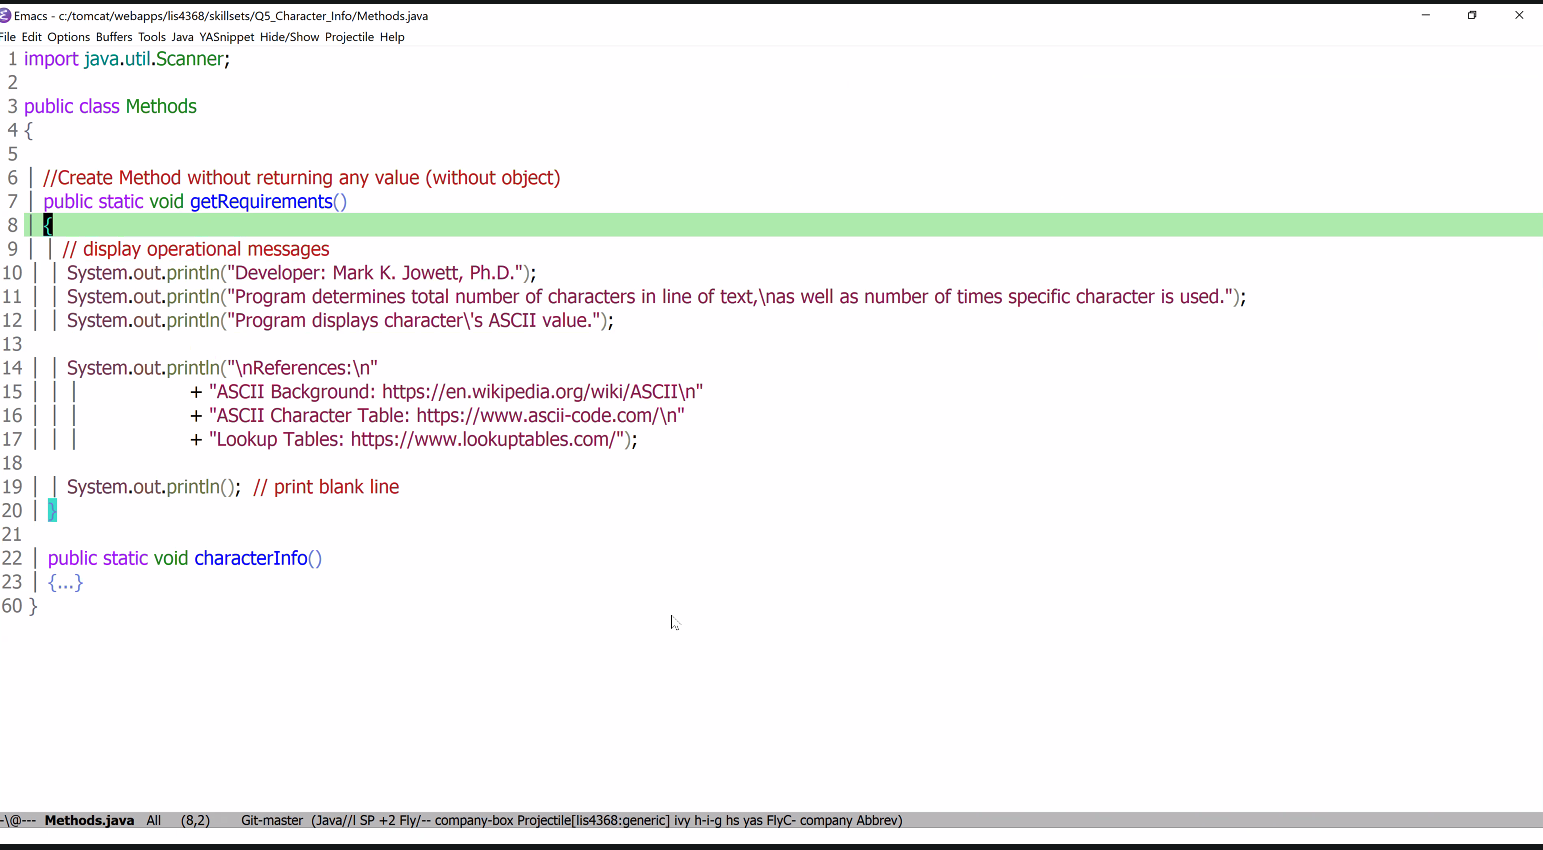 Emacs - c:/tomcat/webapps/lis4368/skillsets/Q5_Character_Info/Methods.java
File Edit Options Buffers Tools Java YASnippet Hide/Show Projectile Help
1 import java.util.Scanner;
2
3 public class Methods
4 {
5
6 | //Create Method without returning any value (without object)
7 | public static void getRequirements()
8 | {
9 | | // display operational messages
10 | | System.out.println("Developer: Mark K. Jowett, Ph.D.");
11 | | System.out.println("Program determines total number of characters in line of text,\nas well as number of times specific character is used.");
12 | | System.out.println("Program displays character\'s ASCII value.");
13
14 | | System.out.println("\nReferences:\n"
15 | | | + "ASCII Background: https://en.wikipedia.org/wiki/ASCII\n"
16 | | | + "ASCII Character Table: https://www.ascii-code.com/\n"
17 | | | + "Lookup Tables: https://www.lookuptables.com/");
18
19 | | System.out.println(); // print blank line
20 | }
21
22 | public static void characterInfo()
23 | {...}
60 }
-\@--- Methods.java All (8,2) Git-master (Java//l SP +2 Fly/-- company-box Projectile[lis4368:generic] ivy h-i-g hs yas FlyC- company Abbrev)